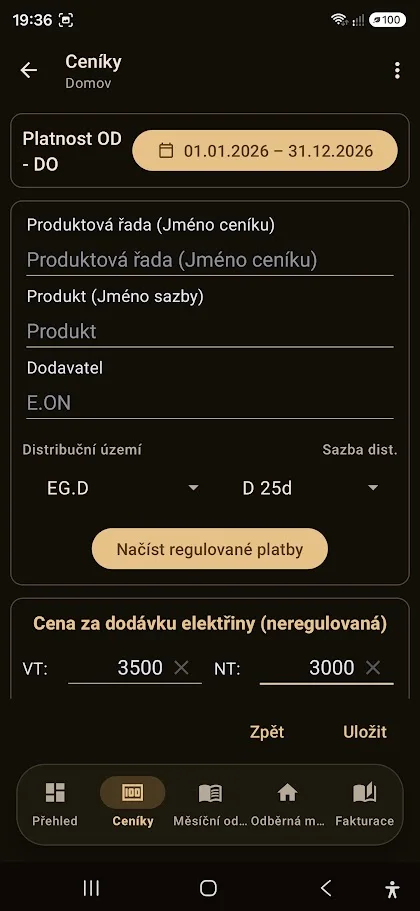 19:36
100
Ceníky
Domov
Platnost OD
- DO
01.01.2026 – 31.12.2026
Produktová řada (Jméno ceníku)
Produktová řada (Jméno ceníku)
Produkt (Jméno sazby)
Produkt
Dodavatel
E.ON
Distribuční území Sazba dist.
EG.D D 25d
Načíst regulované platby
Cena za dodávku elektřiny (neregulovaná)
VT: 3500 NT: 3000
Zpět Uložit
100
Přehled Ceníky Měsíční od... Odběrná m... Fakturace